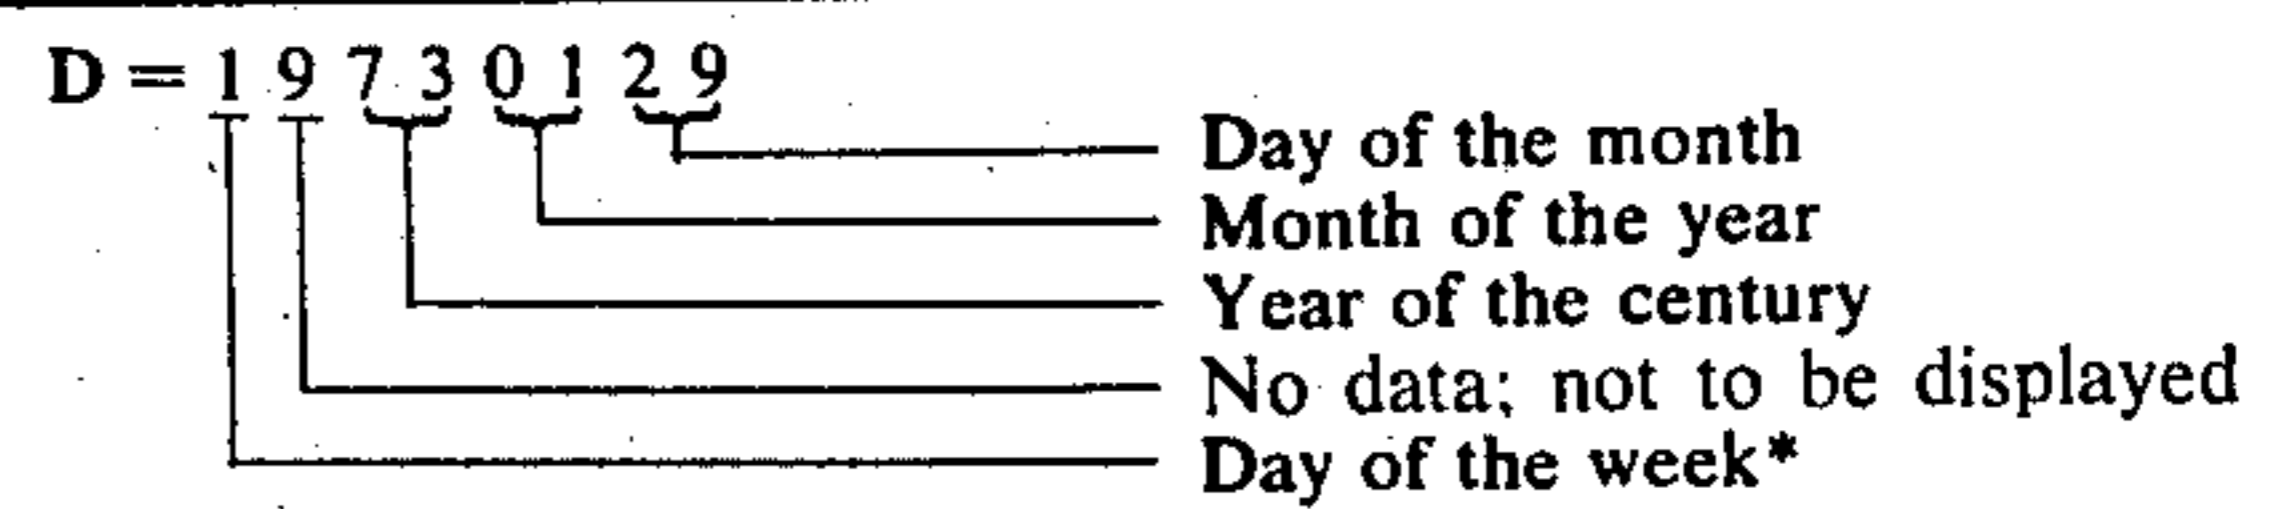 D = 1 9 7 3 0 1 2 9
Day of the month
Month of the year
Year of the century
No data; not to be displayed
Day of the week*